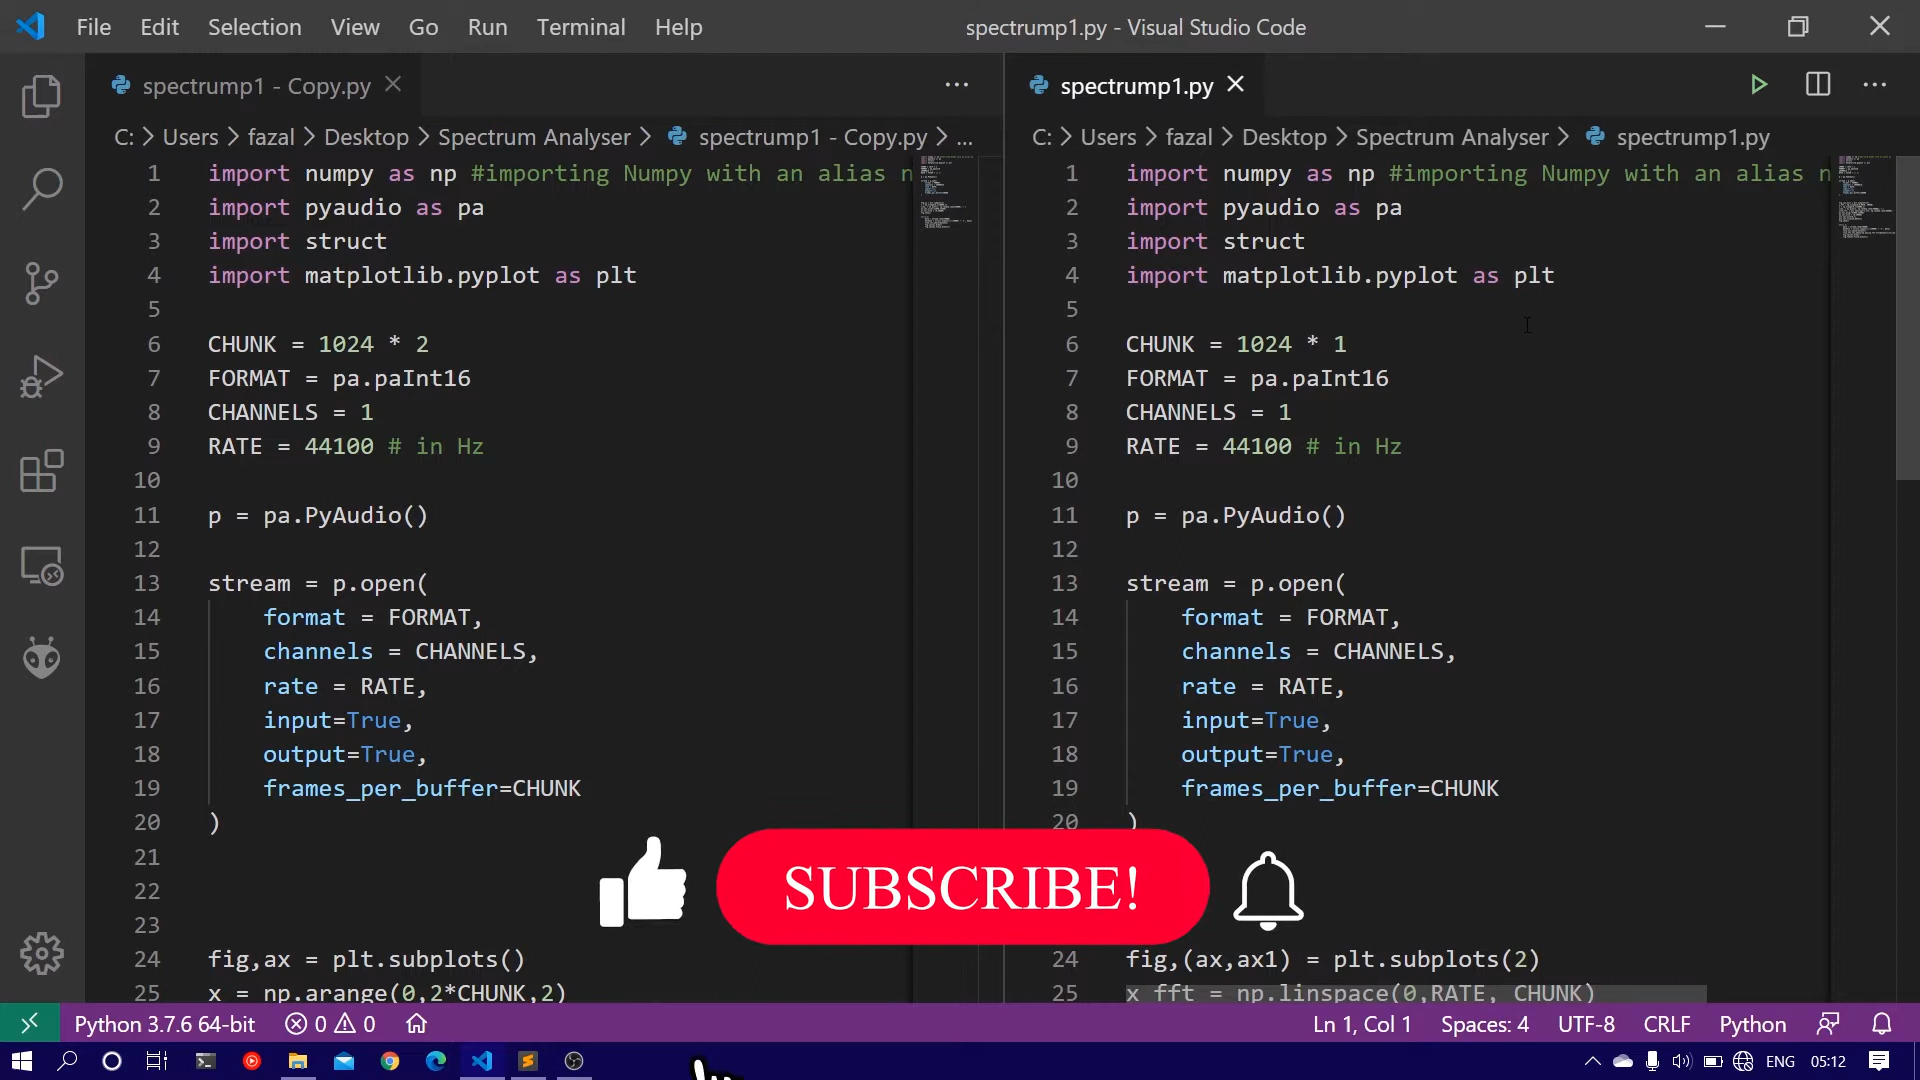 File Edit Selection View Go Run Terminal Help
spectrump1.py - Visual Studio Code
spectrump1 - Copy.py
C: > Users > fazal > Desktop > Spectrum Analyser > spectrump1 - Copy.py > ...
1 import numpy as np #importing Numpy with an alias n
2 import pyaudio as pa
3 import struct
4 import matplotlib.pyplot as plt
5
6 CHUNK = 1024 * 2
7 FORMAT = pa.paInt16
8 CHANNELS = 1
9 RATE = 44100 # in Hz
10
11 p = pa.PyAudio()
12
13 stream = p.open(
14 format = FORMAT,
15 channels = CHANNELS,
16 rate = RATE,
17 input=True,
18 output=True,
19 frames_per_buffer=CHUNK
20 )
21
22
23
24 fig,ax = plt.subplots()
25 x = np.arange(0,2*CHUNK,2)
spectrump1.py
C: > Users > fazal > Desktop > Spectrum Analyser > spectrump1.py
1 import numpy as np #importing Numpy with an alias n
2 import pyaudio as pa
3 import struct
4 import matplotlib.pyplot as plt
5
6 CHUNK = 1024 * 1
7 FORMAT = pa.paInt16
8 CHANNELS = 1
9 RATE = 44100 # in Hz
10
11 p = pa.PyAudio()
12
13 stream = p.open(
14 format = FORMAT,
15 channels = CHANNELS,
16 rate = RATE,
17 input=True,
18 output=True,
19 frames_per_buffer=CHUNK
20 )
24 fig,(ax,ax1) = plt.subplots(2)
25 x_fft = np.linspace(0,RATE, CHUNK)
SUBSCRIBE!
Python 3.7.6 64-bit 0 0
Ln 1, Col 1 Spaces: 4 UTF-8 CRLF Python
ENG 05:12